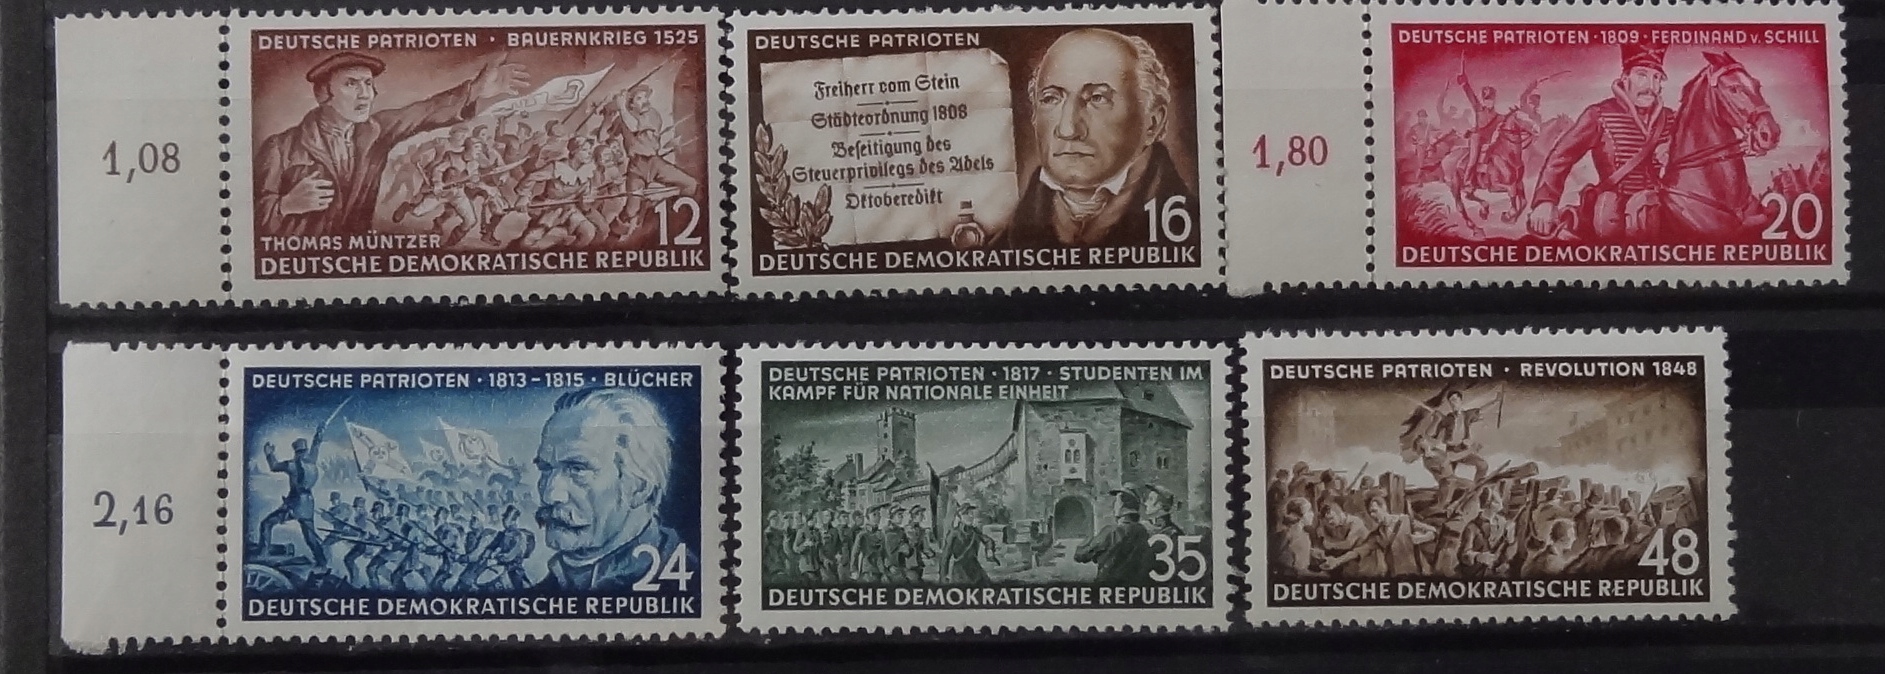 1,08
DEUTSCHE PATRIOTEN · BAUERNKRIEG 1525
THOMAS MÜNTZER
12
DEUTSCHE DEMOKRATISCHE REPUBLIK
DEUTSCHE PATRIOTEN
Freiherr vom Stein
Städteordnung 1808
Beseitigung des
Steuerprivilegs des Adels
Oktoberedikt
16
DEUTSCHE DEMOKRATISCHE REPUBLIK
1,80
DEUTSCHE PATRIOTEN · 1809 · FERDINAND v. SCHILL
20
DEUTSCHE DEMOKRATISCHE REPUBLIK
2,16
DEUTSCHE PATRIOTEN · 1813-1815 · BLÜCHER
24
DEUTSCHE DEMOKRATISCHE REPUBLIK
DEUTSCHE PATRIOTEN · 1817 · STUDENTEN IM
KAMPF FÜR NATIONALE EINHEIT
35
DEUTSCHE DEMOKRATISCHE REPUBLIK
DEUTSCHE PATRIOTEN · REVOLUTION 1848
48
DEUTSCHE DEMOKRATISCHE REPUBLIK